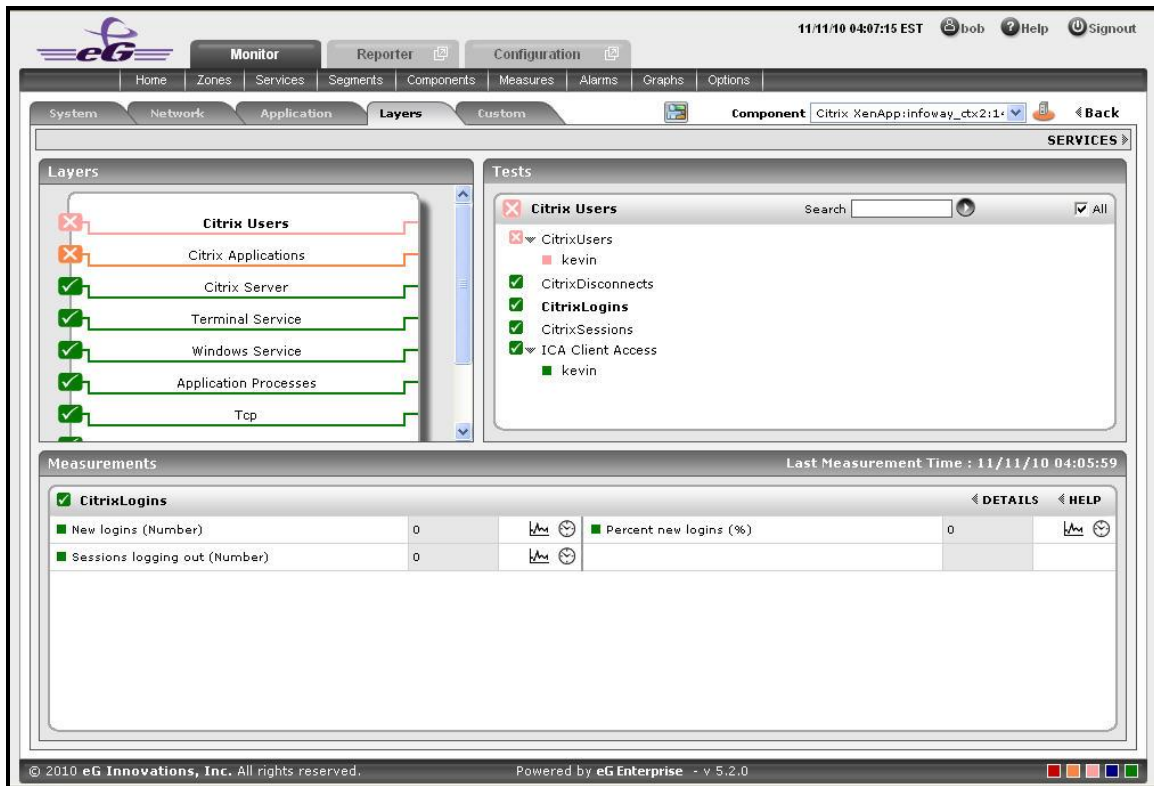 11/11/10 04:07:15 EST bob Help Signout
eG
Monitor Reporter Configuration
Home Zones Services Segments Components Measures Alarms Graphs Options
System Network Application Layers Custom
Component Citrix XenApp:infoway_ctx2:14 Back
SERVICES
Layers
Citrix Users
Citrix Applications
Citrix Server
Terminal Service
Windows Service
Application Processes
Tcp
Tests
Citrix Users Search All
CitrixUsers
kevin
CitrixDisconnects
CitrixLogins
CitrixSessions
ICA Client Access
kevin
Measurements Last Measurement Time : 11/11/10 04:05:59
CitrixLogins DETAILS HELP
New logins (Number) 0 Percent new logins (%) 0
Sessions logging out (Number) 0
© 2010 eG Innovations, Inc. All rights reserved. Powered by eG Enterprise - v 5.2.0